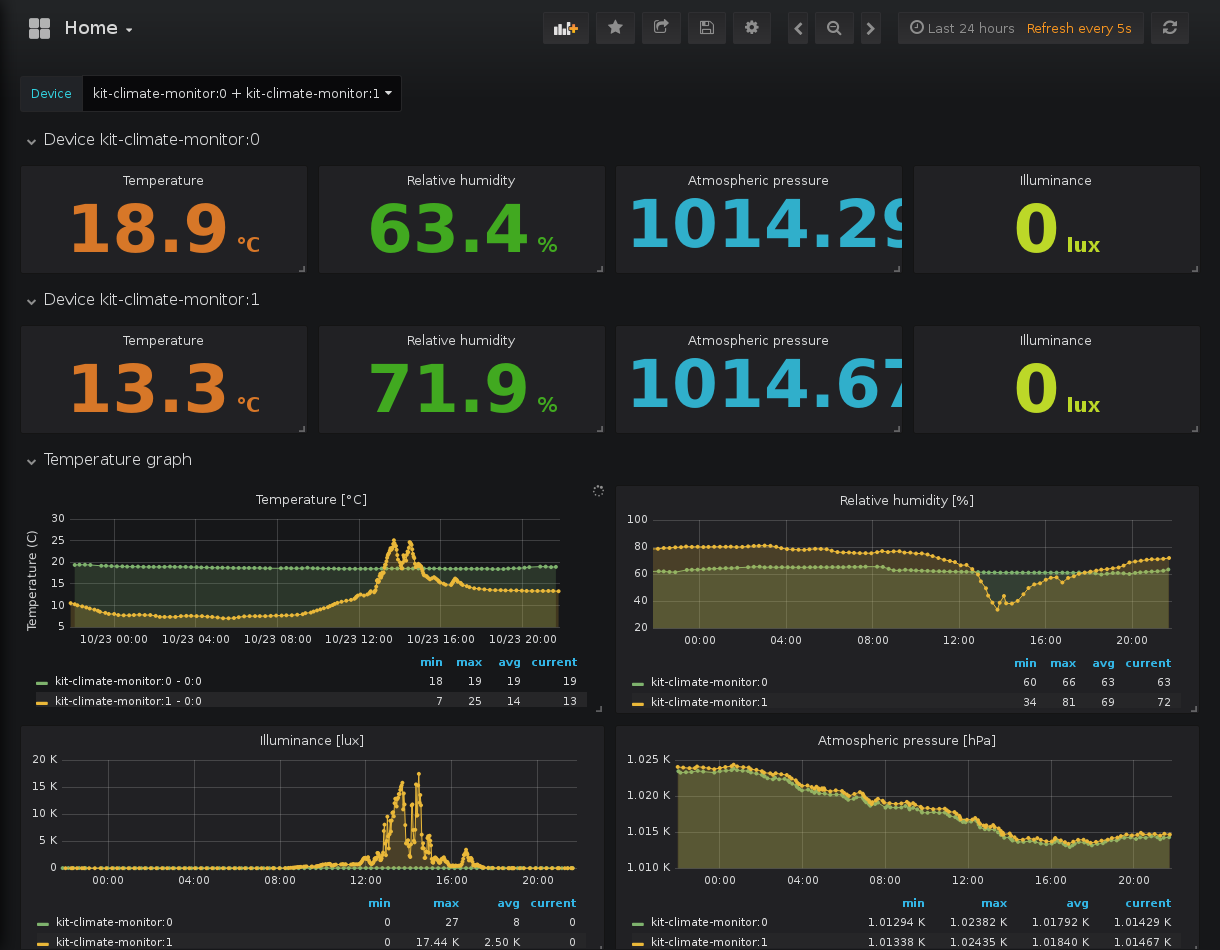 Home
Last 24 hours Refresh every 5s
Device kit-climate-monitor:0 + kit-climate-monitor:1
Device kit-climate-monitor:0
Temperature
18.9 °C
Relative humidity
63.4 %
Atmospheric pressure
1014.29
Illuminance
0 lux
Device kit-climate-monitor:1
Temperature
13.3 °C
Relative humidity
71.9 %
Atmospheric pressure
1014.67
Illuminance
0 lux
Temperature graph
Temperature [°C]
Temperature (C)
30
25
20
15
10
5
10/23 00:00 10/23 04:00 10/23 08:00 10/23 12:00 10/23 16:00 10/23 20:00
min max avg current
kit-climate-monitor:0 - 0:0 18 19 19 19
kit-climate-monitor:1 - 0:0 7 25 14 13
Relative humidity [%]
100
80
60
40
20
00:00 04:00 08:00 12:00 16:00 20:00
min max avg current
kit-climate-monitor:0 60 66 63 63
kit-climate-monitor:1 34 81 69 72
Illuminance [lux]
20 K
15 K
10 K
5 K
0
00:00 04:00 08:00 12:00 16:00 20:00
min max avg current
kit-climate-monitor:0 0 27 8 0
kit-climate-monitor:1 0 17.44 K 2.50 K 0
Atmospheric pressure [hPa]
1.025 K
1.020 K
1.015 K
1.010 K
00:00 04:00 08:00 12:00 16:00 20:00
min max avg current
kit-climate-monitor:0 1.01294 K 1.02382 K 1.01792 K 1.01429 K
kit-climate-monitor:1 1.01338 K 1.02435 K 1.01840 K 1.01467 K